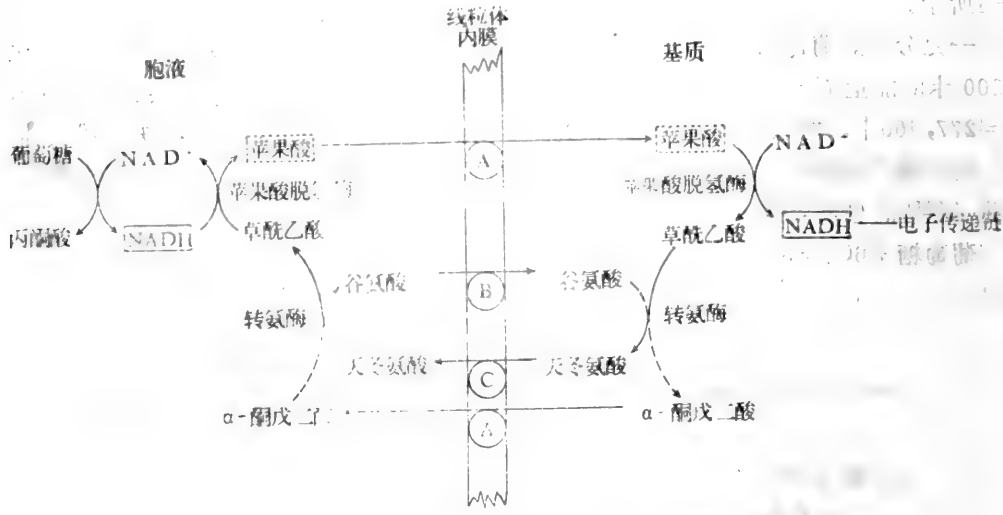 线粒体
内膜
胞液
基质
葡萄糖
NAD
苹果酸
A
苹果酸
NAD
苹果酸脱
苹果酸脱氢酶
丙酮酸
NADH
草酰乙酸
草酰乙酸
NADH
电子传递链
谷氨酸
B
谷氨酸
转氨酶
转氨酶
天冬氨酸
C
天冬氨酸
α-酮戊二
A
α-酮戊二酸